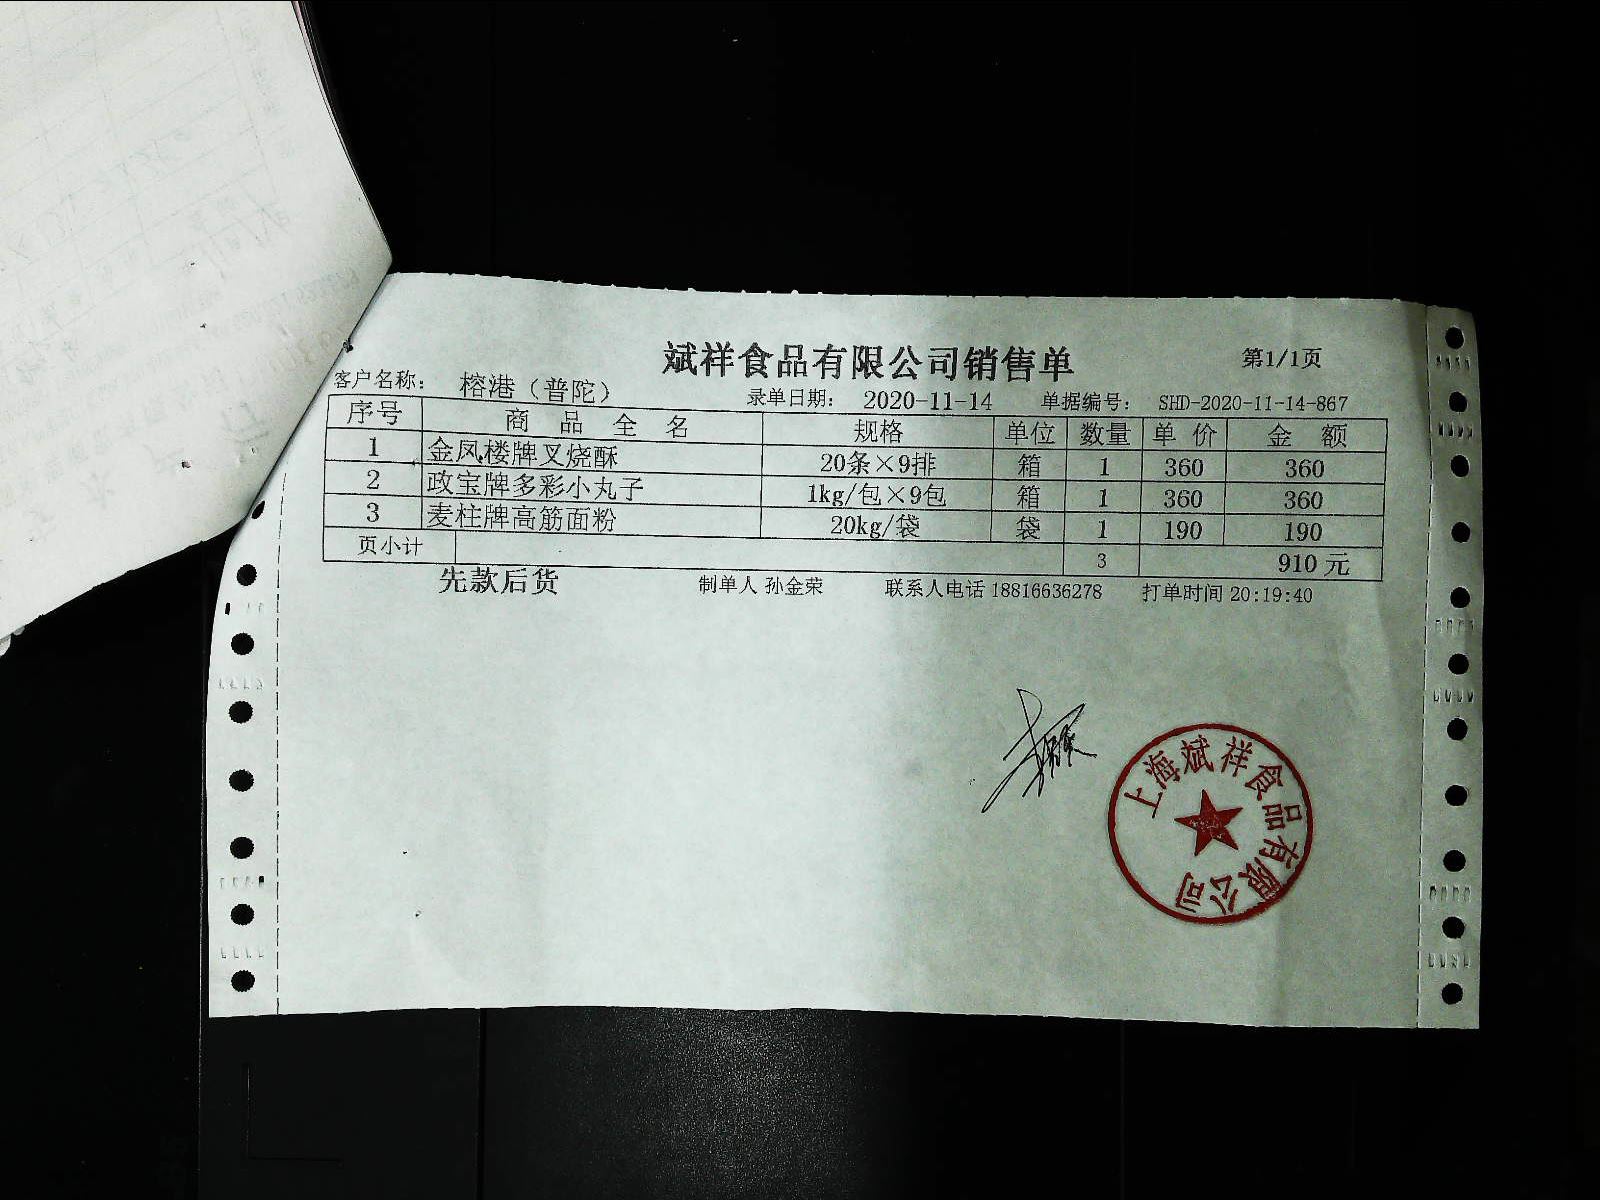 斌祥食品有限公司销售单
第1/1页
客户名称： 榕港（普陀） 录单日期： 2020-11-14 单据编号： SHD-2020-11-14-867
序号 商 品 全 名 规格 单位 数量 单 价 金 额
1 金凤楼牌叉烧酥 20条×9排 箱 1 360 360
2 政宝牌多彩小丸子 1kg/包×9包 箱 1 360 360
3 麦柱牌高筋面粉 20kg/袋 袋 1 190 190
页小计 3 910 元
先款后货 制单人 孙金荣 联系人电话 18816636278 打单时间 20:19:40
上海斌祥食品有限公司